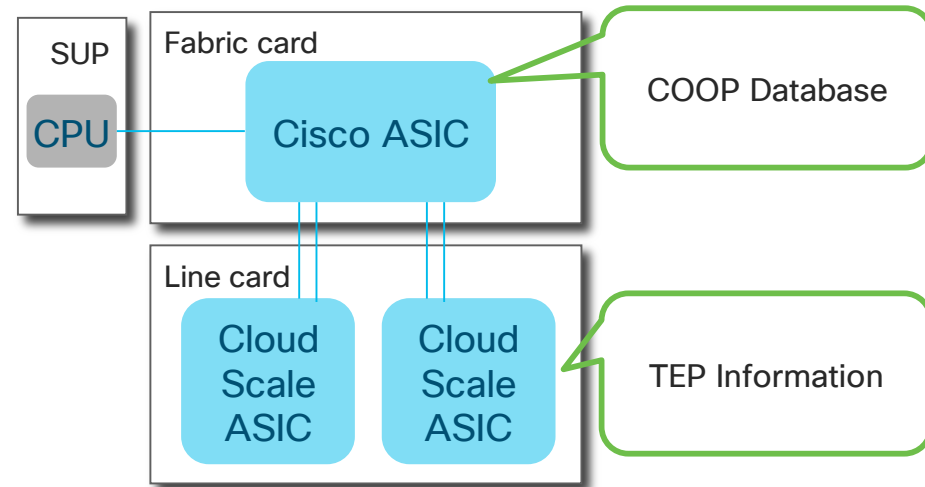 SUP
CPU
Fabric card
Cisco ASIC
COOP Database
Line card
Cloud
Scale
ASIC
Cloud
Scale
ASIC
TEP Information